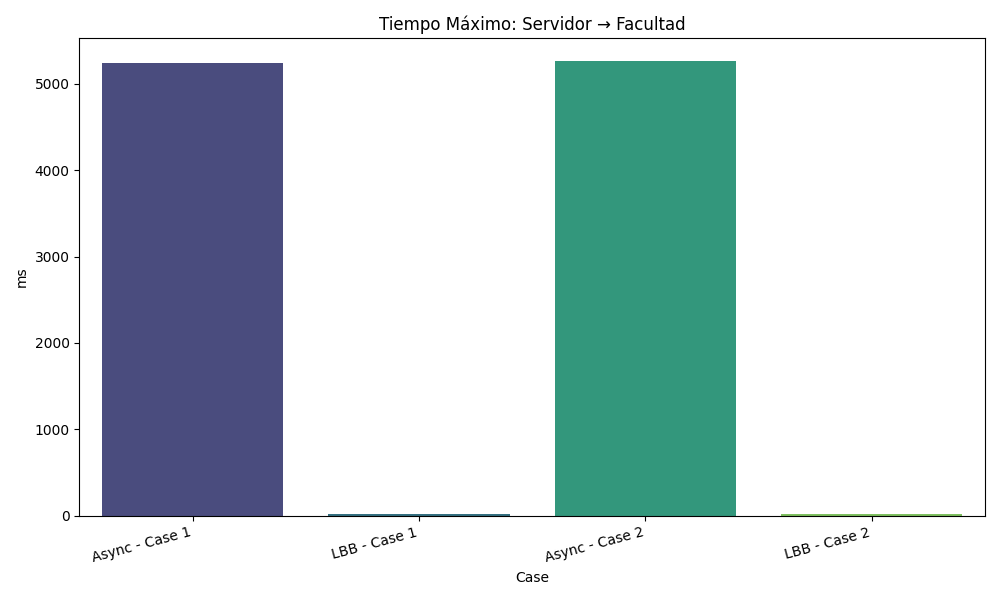 Tiempo Máximo: Servidor → Facultad
5000
4000
3000
2000
1000
0
ms
Async - Case 1
LBB - Case 1
Async - Case 2
LBB - Case 2
Case